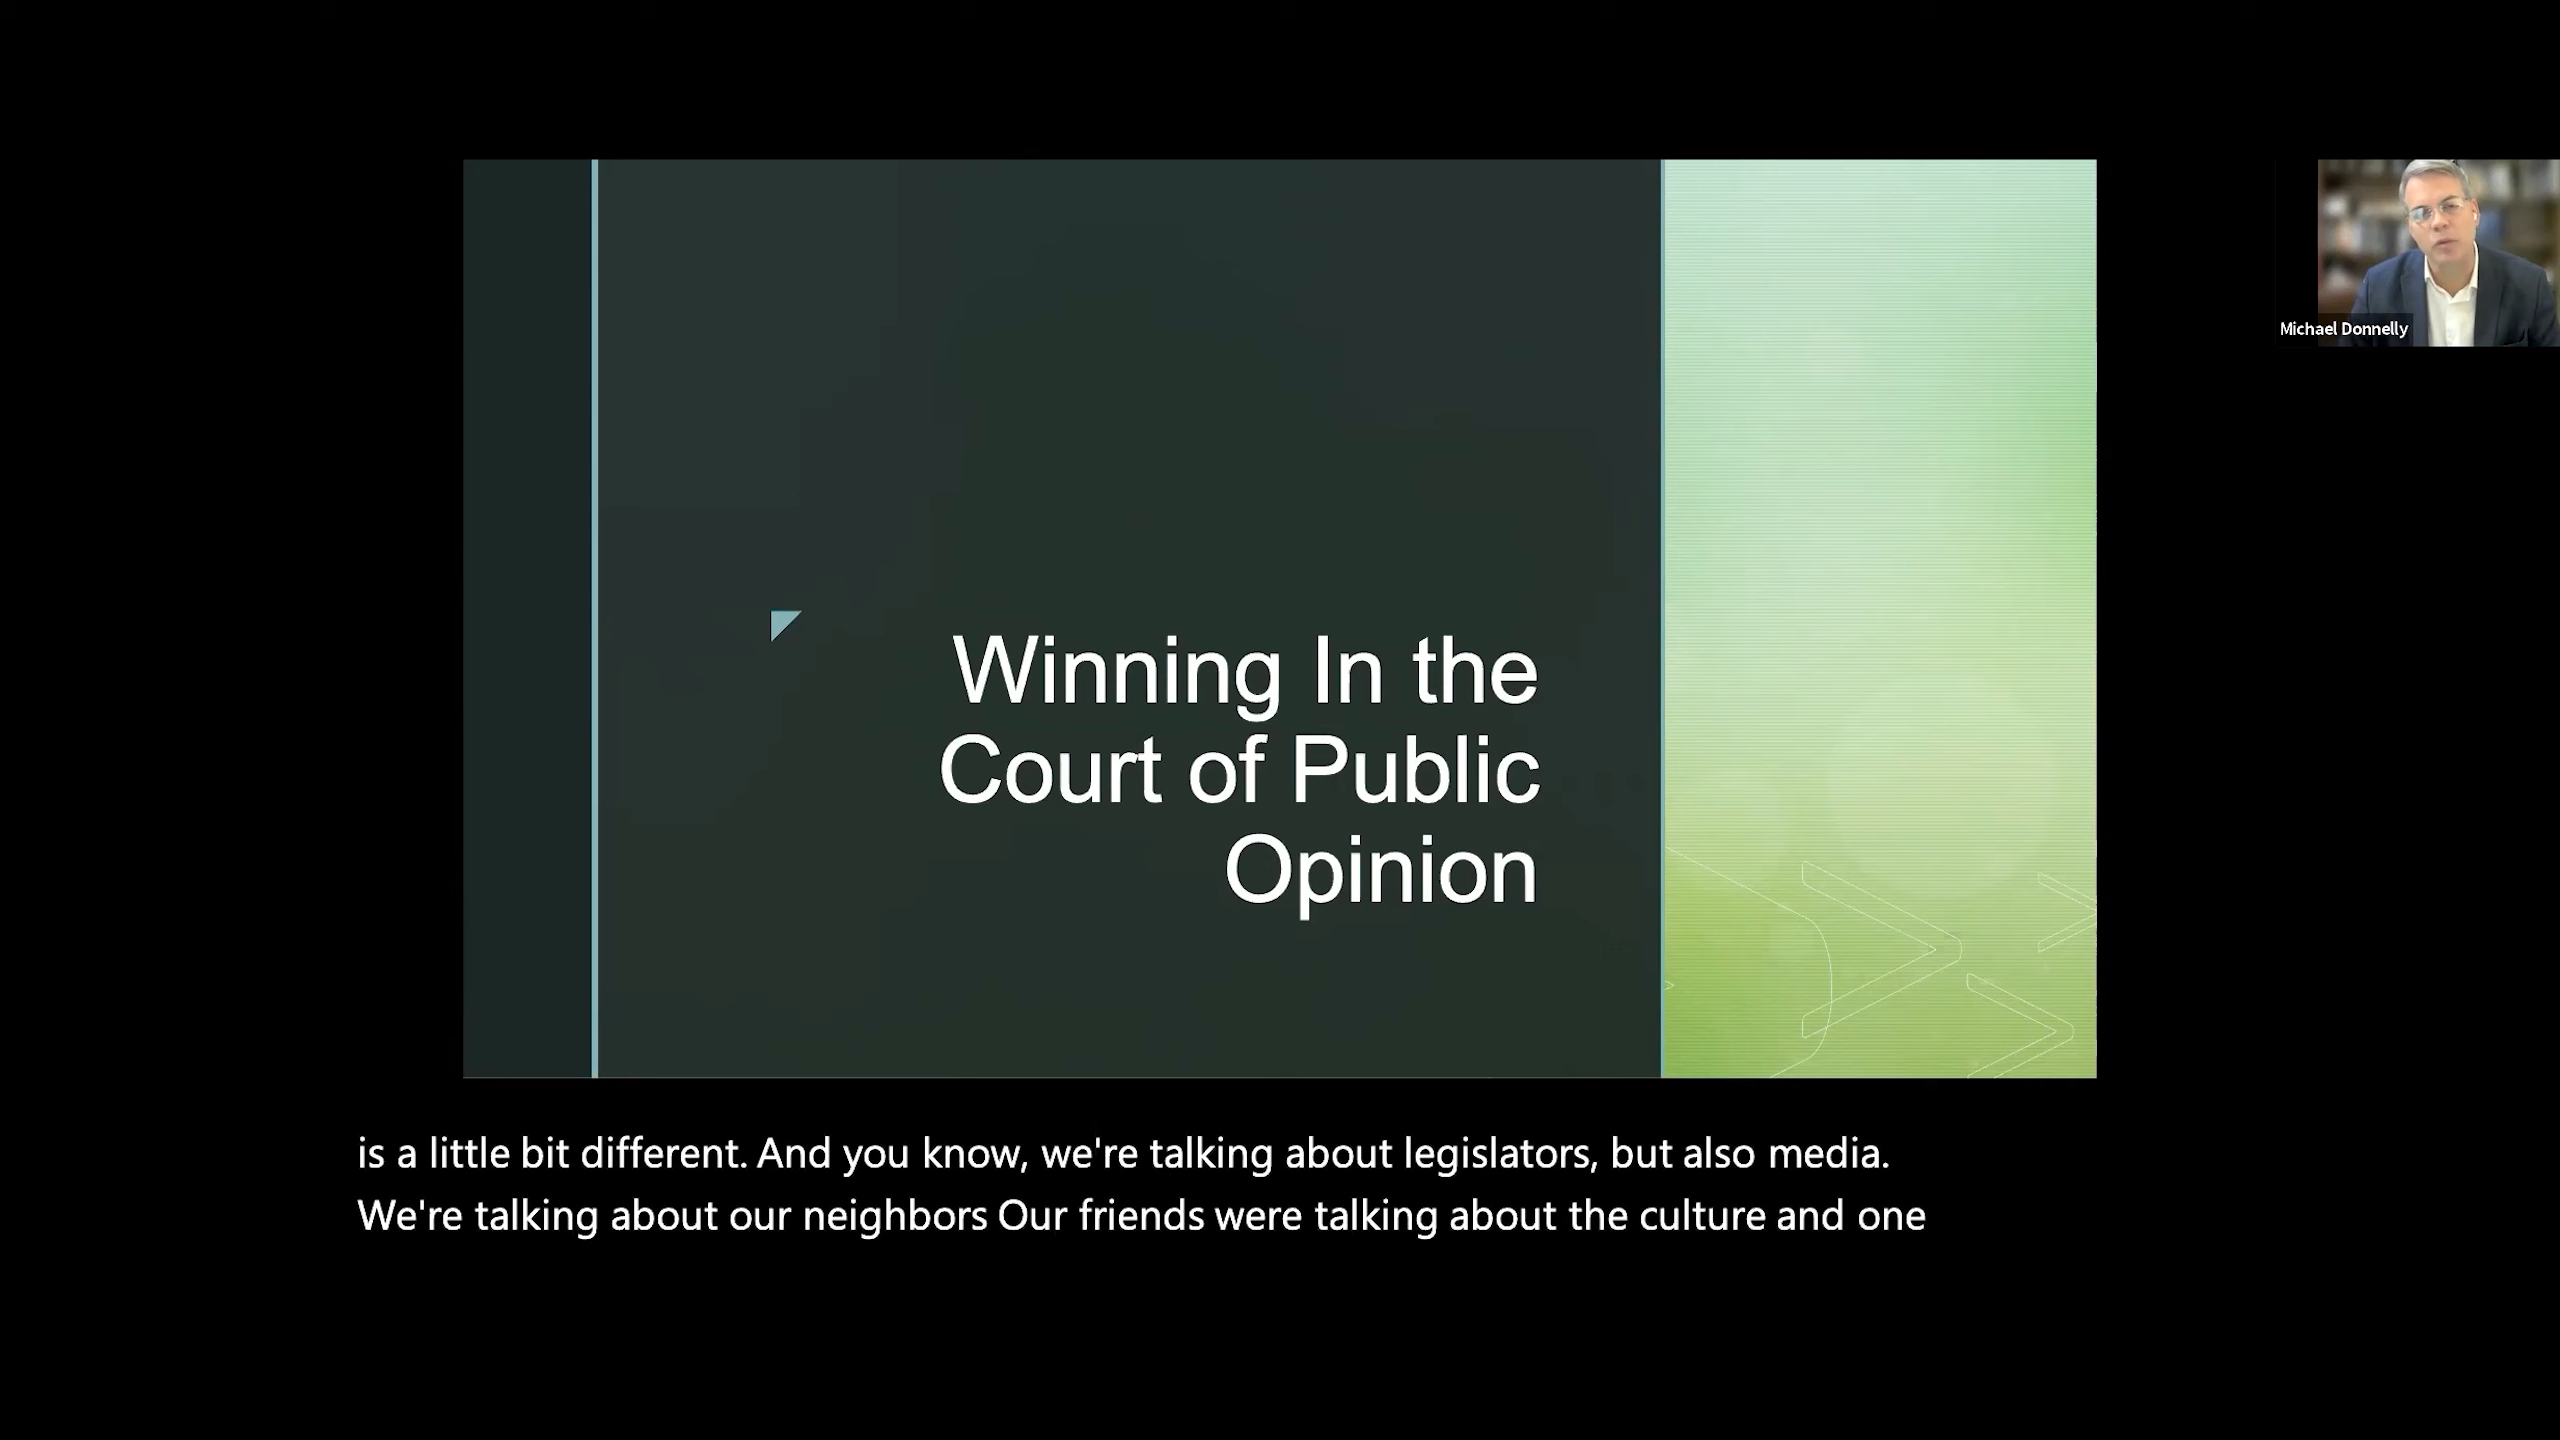 Winning In the
Court of Public
Opinion
Michael Donnelly
is a little bit different. And you know, we're talking about legislators, but also media.
We're talking about our neighbors Our friends were talking about the culture and one